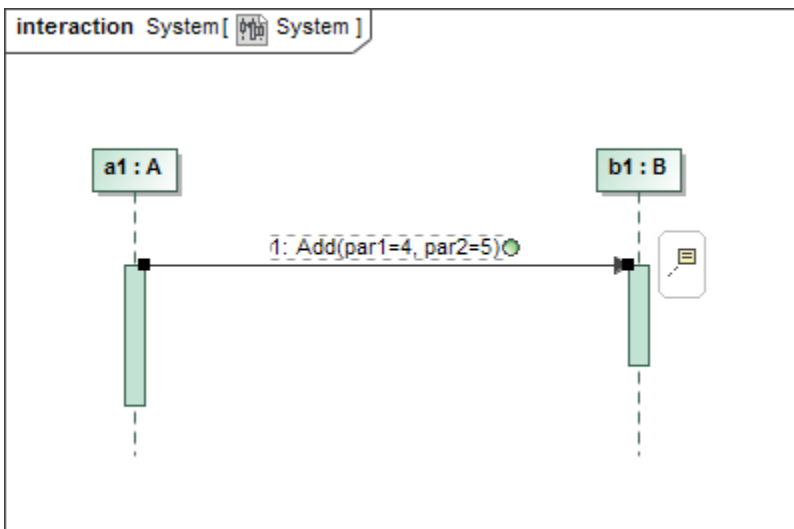 interaction System[ System ]
a1 : A
b1 : B
1: Add(par1=4, par2=5)